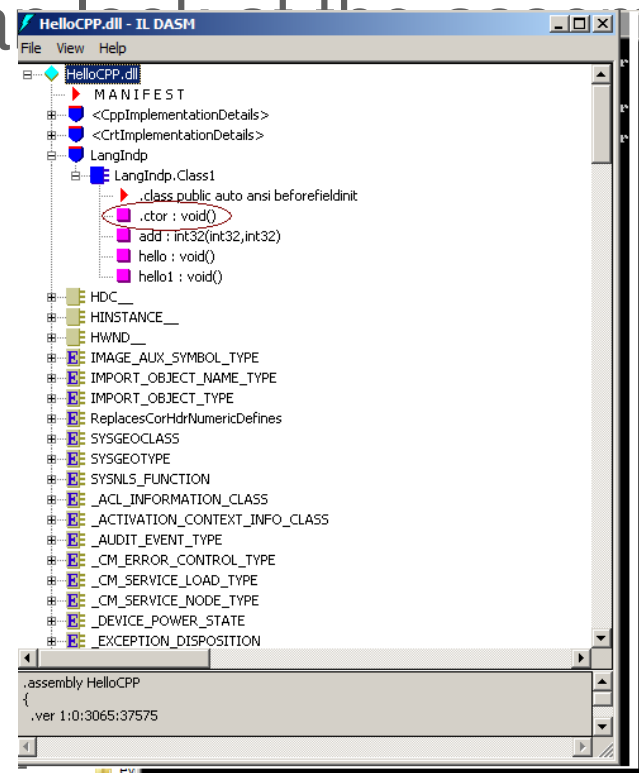 HelloCPP.dll - IL DASM
File View Help
HelloCPP.dll
MANIFEST
<CppImplementationDetails>
<CrtImplementationDetails>
LangIndp
LangIndp.Class1
.class public auto ansi beforefieldinit
.ctor : void()
add : int32(int32,int32)
hello : void()
hello1 : void()
HDC__
HINSTANCE__
HWND__
IMAGE_AUX_SYMBOL_TYPE
IMPORT_OBJECT_NAME_TYPE
IMPORT_OBJECT_TYPE
ReplacesCorHdrNumericDefines
SYSGEOCLASS
SYSGEOTYPE
SYSNLS_FUNCTION
_ACL_INFORMATION_CLASS
_ACTIVATION_CONTEXT_INFO_CLASS
_AUDIT_EVENT_TYPE
_CM_ERROR_CONTROL_TYPE
_CM_SERVICE_LOAD_TYPE
_CM_SERVICE_NODE_TYPE
_DEVICE_POWER_STATE
_EXCEPTION_DISPOSITION
.assembly HelloCPP
{
.ver 1:0:3065:37575